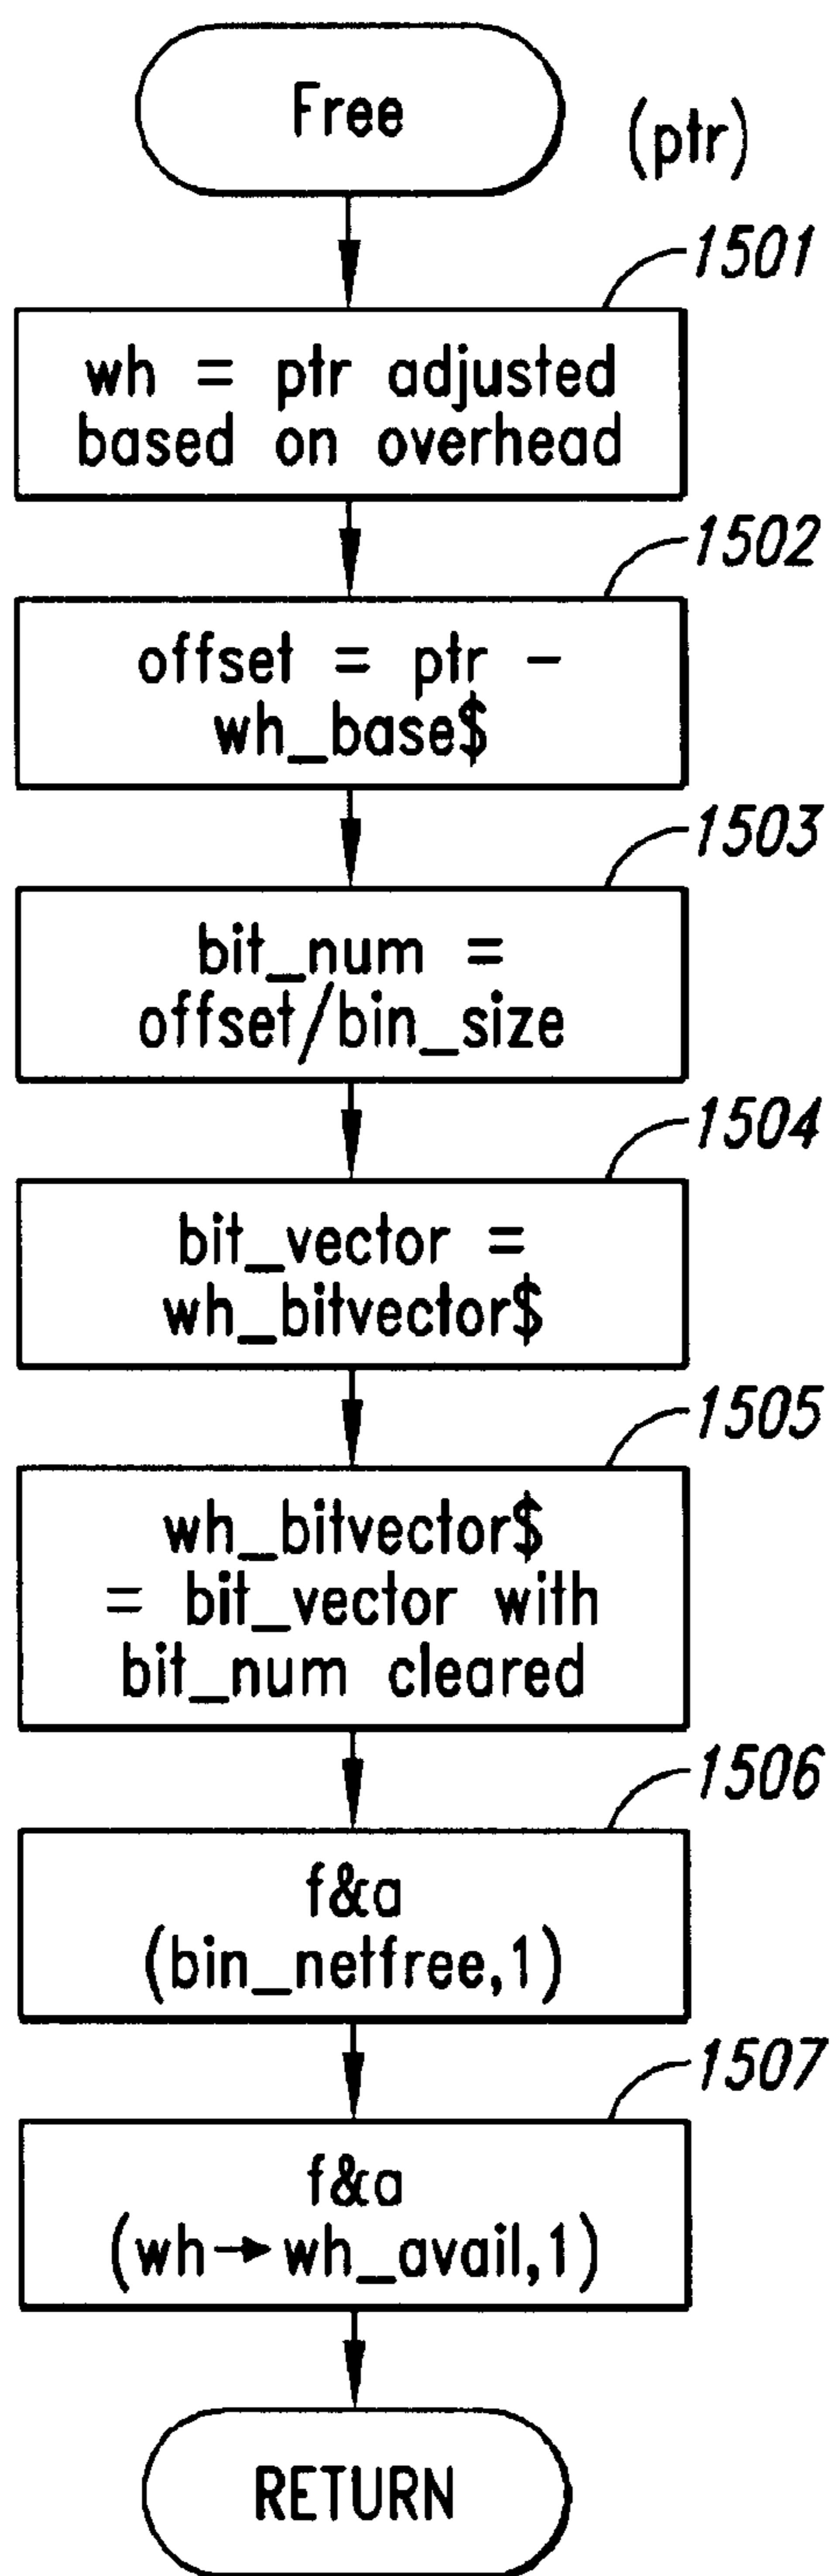 Free
(ptr)
1501
wh = ptr adjusted
based on overhead
1502
offset = ptr -
wh_base$
1503
bit_num =
offset/bin_size
1504
bit_vector =
wh_bitvector$
1505
wh_bitvector$
= bit_vector with
bit_num cleared
1506
f&a
(bin_netfree,1)
1507
f&a
(wh→wh_avail,1)
RETURN